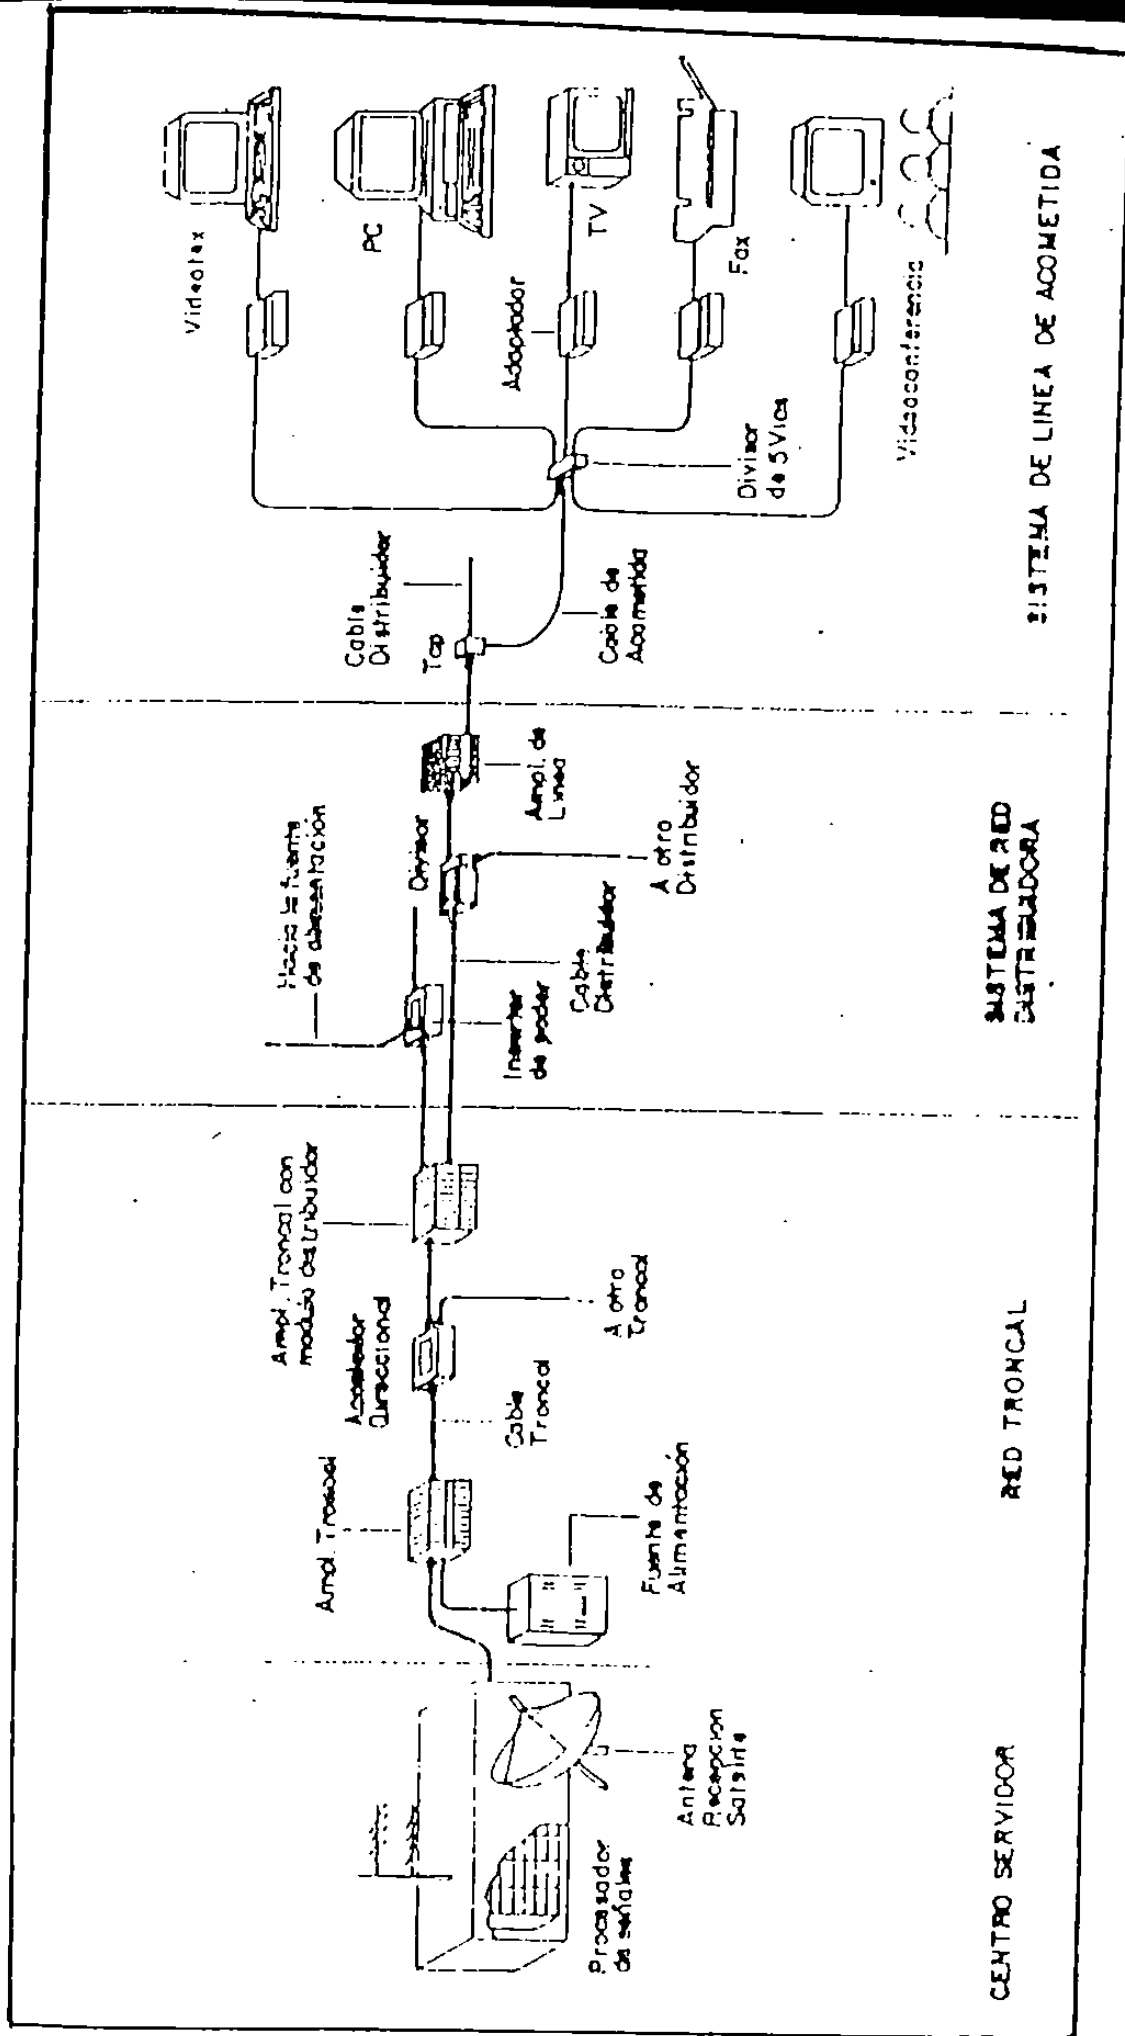 Procesador
de señales
Antena
Recepcion
Satelite
CENTRO SERVIDOR
Ampl. Troncal
Fuente de
Alimentación
Cable
Troncal
Acoplador
Direccional
A otro
Troncal
Ampl. Troncal con
modulo distribuidor
RED TRONCAL
Hacia la fuente
de alimentación
Insertor
de poder
Cable
Distribuidor
Divisor
A otro
Distribuidor
Ampl. de
Linea
SISTEMA DE RED
DISTRIBUIDORA
Cable
Distribuidor
Tap
Cable de
Acometida
Divisor
de 5 Vias
Adaptador
Videotex
PC
TV
Fax
Videoconferencia
SISTEMA DE LINEA DE ACOMETIDA